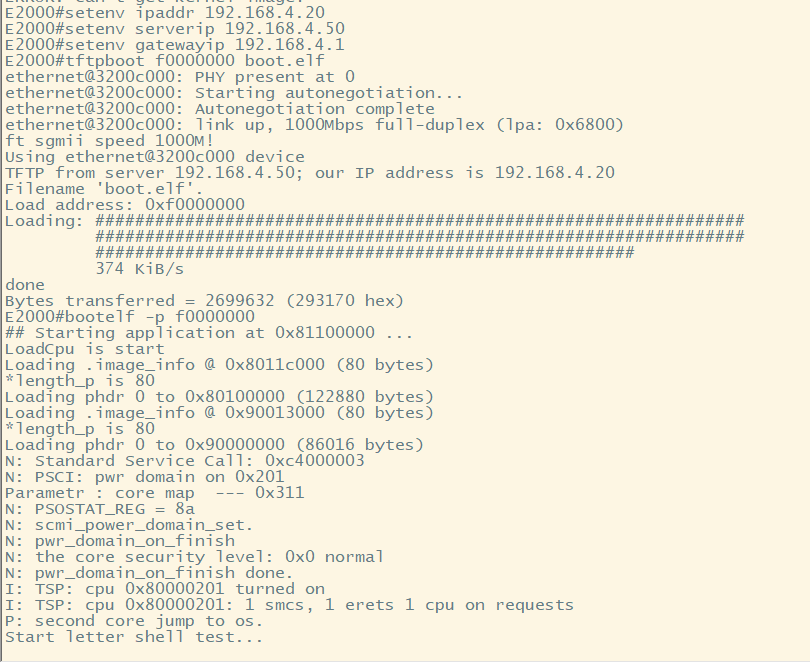 E2000#setenv ipaddr 192.168.4.20
E2000#setenv serverip 192.168.4.50
E2000#setenv gatewayip 192.168.4.1
E2000#tftpboot f0000000 boot.elf
ethernet@3200c000: PHY present at 0
ethernet@3200c000: Starting autonegotiation...
ethernet@3200c000: Autonegotiation complete
ethernet@3200c000: link up, 1000Mbps full-duplex (lpa: 0x6800)
ft sgmii speed 1000M!
Using ethernet@3200c000 device
TFTP from server 192.168.4.50; our IP address is 192.168.4.20
Filename 'boot.elf'.
Load address: 0xf0000000
Loading: #################################################################
         #################################################################
         ######################################################
         374 KiB/s
done
Bytes transferred = 2699632 (293170 hex)
E2000#bootelf -p f0000000
## Starting application at 0x81100000 ...
LoadCpu is start
Loading .image_info @ 0x8011c000 (80 bytes)
*length_p is 80
Loading phdr 0 to 0x80100000 (122880 bytes)
Loading .image_info @ 0x90013000 (80 bytes)
*length_p is 80
Loading phdr 0 to 0x90000000 (86016 bytes)
N: Standard Service Call: 0xc4000003
N: PSCI: pwr domain on 0x201
Parametr : core map  --- 0x311
N: PSOSTAT_REG = 8a
N: scmi_power_domain_set.
N: pwr_domain_on_finish
N: the core security level: 0x0 normal
N: pwr_domain_on_finish done.
I: TSP: cpu 0x80000201 turned on
I: TSP: cpu 0x80000201: 1 smcs, 1 erets 1 cpu on requests
P: second core jump to os.
Start letter shell test...